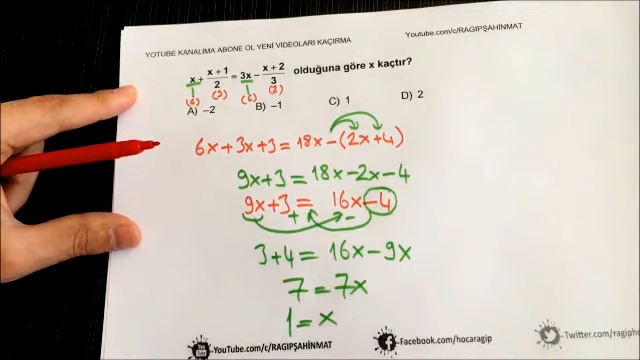 YOTUBE KANALIMA ABONE OL YENİ VİDEOLARI KAÇIRMA
Youtube.com/c/RAGIPŞAHİNMAT
x + (x+1)/2 = 3x − (x+2)/3 olduğuna göre x kaçtır?
(6) (3) (6) (2)
A) −2 B) −1 C) 1 D) 2
6x+3x+3 = 18x−(2x+4)
9x+3 = 18x−2x−4
9x+3 = 16x−4
+ −
3+4 = 16x−9x
7 = 7x
1 = x
YouTube.com/c/RAGIPŞAHİNMAT
Facebook.com/hocaragip
Twitter.com/ragipha